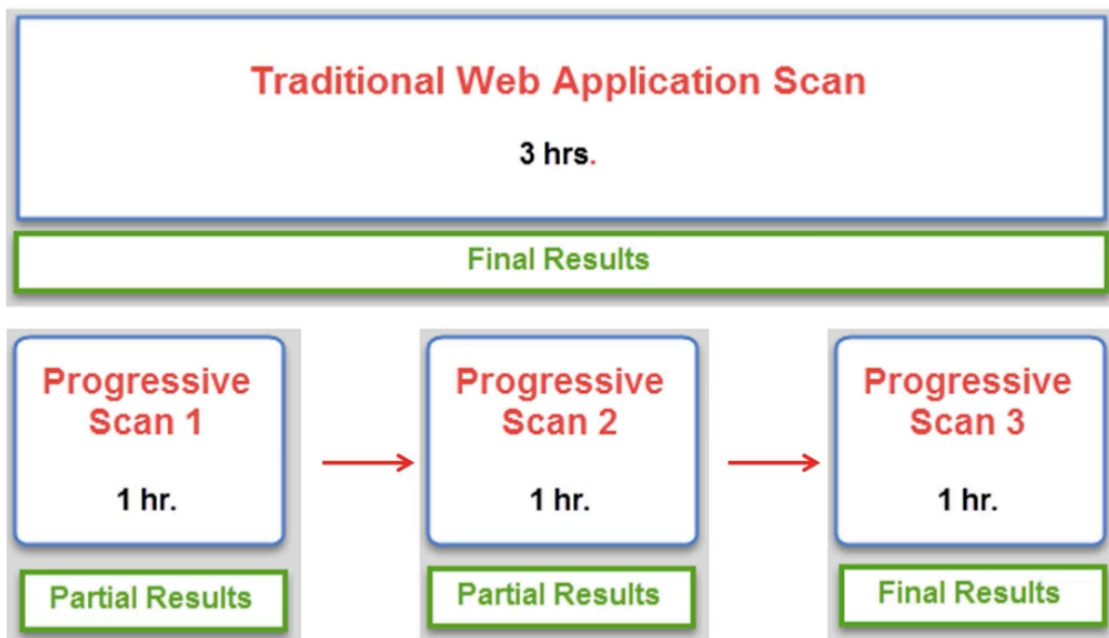 Traditional Web Application Scan
3 hrs.
Final Results
Progressive
Scan 1
1 hr.
Partial Results
Progressive
Scan 2
1 hr.
Partial Results
Progressive
Scan 3
1 hr.
Final Results